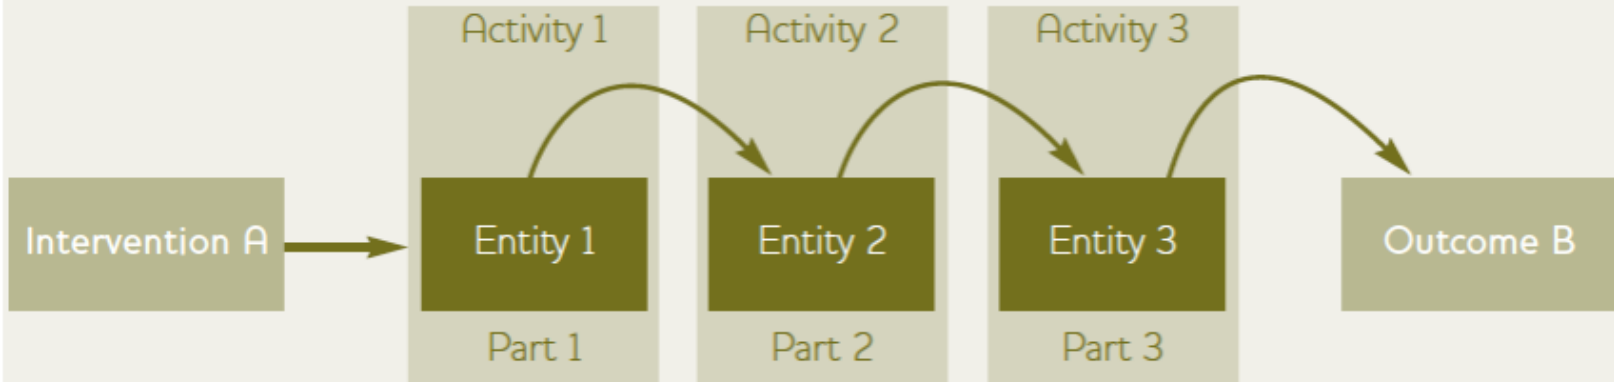 Activity 1
Activity 2
Activity 3
Intervention A
Entity 1
Entity 2
Entity 3
Outcome B
Part 1
Part 2
Part 3